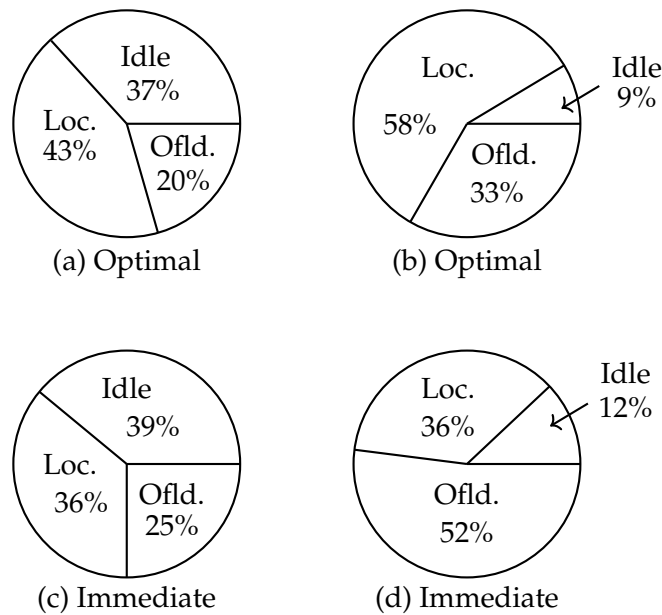 Idle
37%
Loc.
43%
Ofld.
20%
(a) Optimal
Loc.
58%
Idle
9%
Ofld.
33%
(b) Optimal
Idle
39%
Loc.
36%
Ofld.
25%
(c) Immediate
Loc.
36%
Idle
12%
Ofld.
52%
(d) Immediate